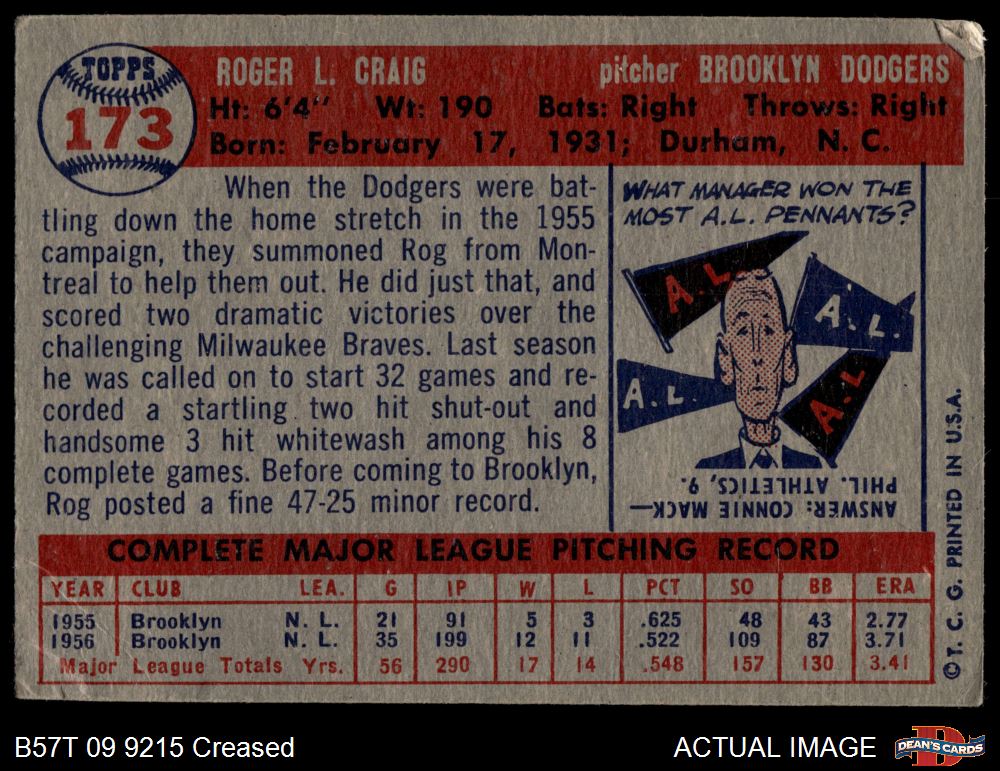 TOPPS
173
ROGER L. CRAIG pitcher BROOKLYN DODGERS
Ht: 6'4" Wt: 190 Bats: Right Throws: Right
Born: February 17, 1931; Durham, N. C.
When the Dodgers were bat-
tling down the home stretch in the 1955
campaign, they summoned Rog from Mon-
treal to help them out. He did just that, and
scored two dramatic victories over the
challenging Milwaukee Braves. Last season
he was called on to start 32 games and re-
corded a startling two hit shut-out and
handsome 3 hit whitewash among his 8
complete games. Before coming to Brooklyn,
Rog posted a fine 47-25 minor record.
WHAT MANAGER WON THE
MOST A.L. PENNANTS?
A.L.
A.L.
A.L.
A.L.
ANSWER: CONNIE MACK—
PHIL. ATHLETICS, 9.
COMPLETE MAJOR LEAGUE PITCHING RECORD
YEAR CLUB LEA. G IP W L PCT SO BB ERA
1955 Brooklyn N. L. 21 91 5 3 .625 48 43 2.77
1956 Brooklyn N. L. 35 199 12 11 .522 109 87 3.71
Major League Totals Yrs. 56 290 17 14 .548 157 130 3.41
© T. C. G. PRINTED IN U.S.A.
B57T 09 9215 Creased
ACTUAL IMAGE
D
DEAN'S CARDS